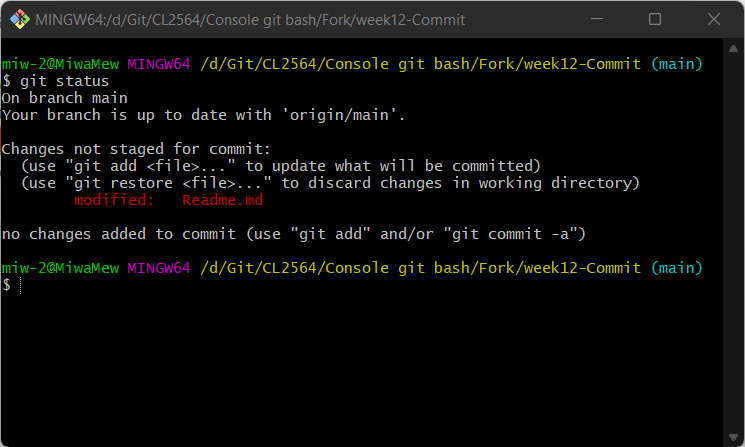 MINGW64:/d/Git/CL2564/Console git bash/Fork/week12-Commit
miw-2@MiwaMew MINGW64 /d/Git/CL2564/Console git bash/Fork/week12-Commit (main)
$ git status
On branch main
Your branch is up to date with 'origin/main'.
Changes not staged for commit:
  (use "git add <file>..." to update what will be committed)
  (use "git restore <file>..." to discard changes in working directory)
        modified:   Readme.md
no changes added to commit (use "git add" and/or "git commit -a")
miw-2@MiwaMew MINGW64 /d/Git/CL2564/Console git bash/Fork/week12-Commit (main)
$